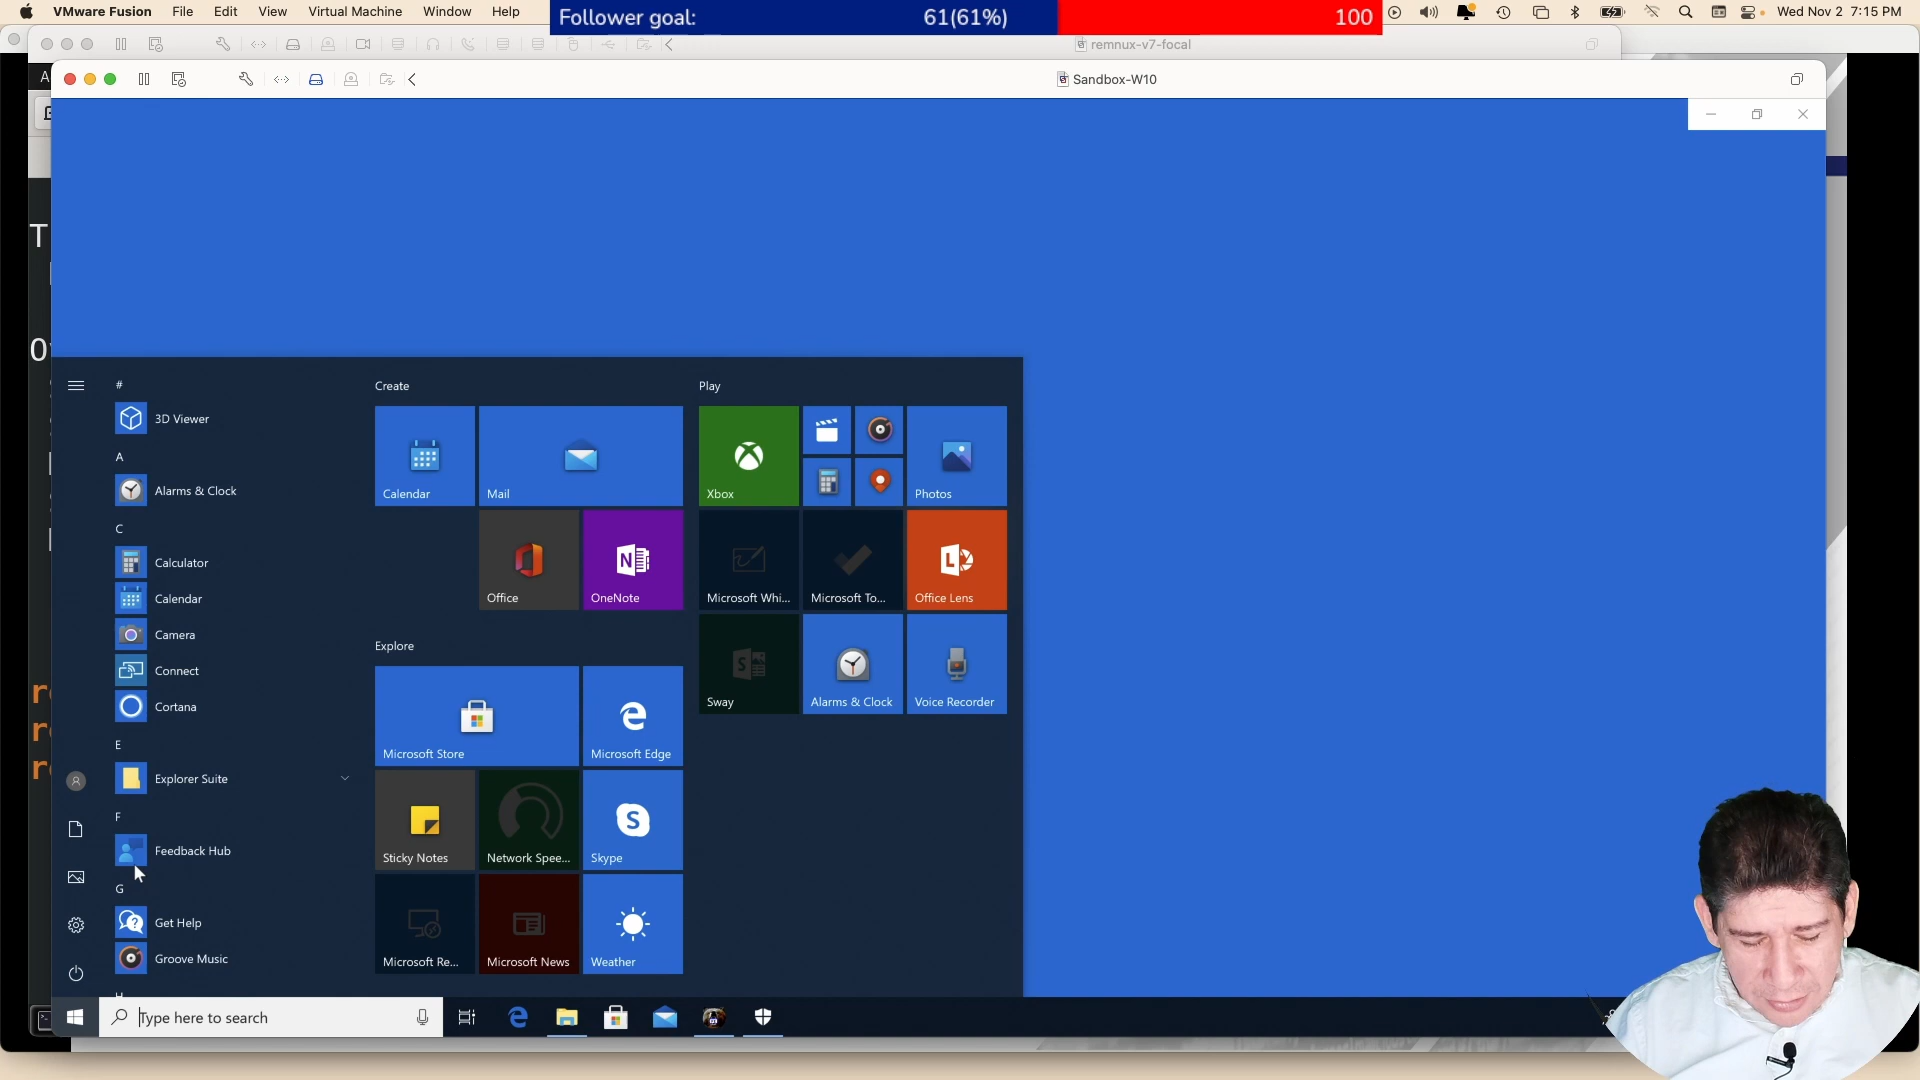 VMware Fusion File Edit View Virtual Machine Window Help
Follower goal: 61(61%) 100
Wed Nov 2 7:15 PM
remnux-v7-focal
Sandbox-W10
#
3D Viewer
A
Alarms & Clock
C
Calculator
Calendar
Camera
Connect
Cortana
E
Explorer Suite
F
Feedback Hub
G
Get Help
Groove Music
H
Create
Calendar
Mail
Office
OneNote
Explore
Microsoft Store
Microsoft Edge
Sticky Notes
Network Spee...
Skype
Microsoft Re...
Microsoft News
Weather
Play
Xbox
Photos
Microsoft Whi...
Microsoft To...
Office Lens
Sway
Alarms & Clock
Voice Recorder
Type here to search